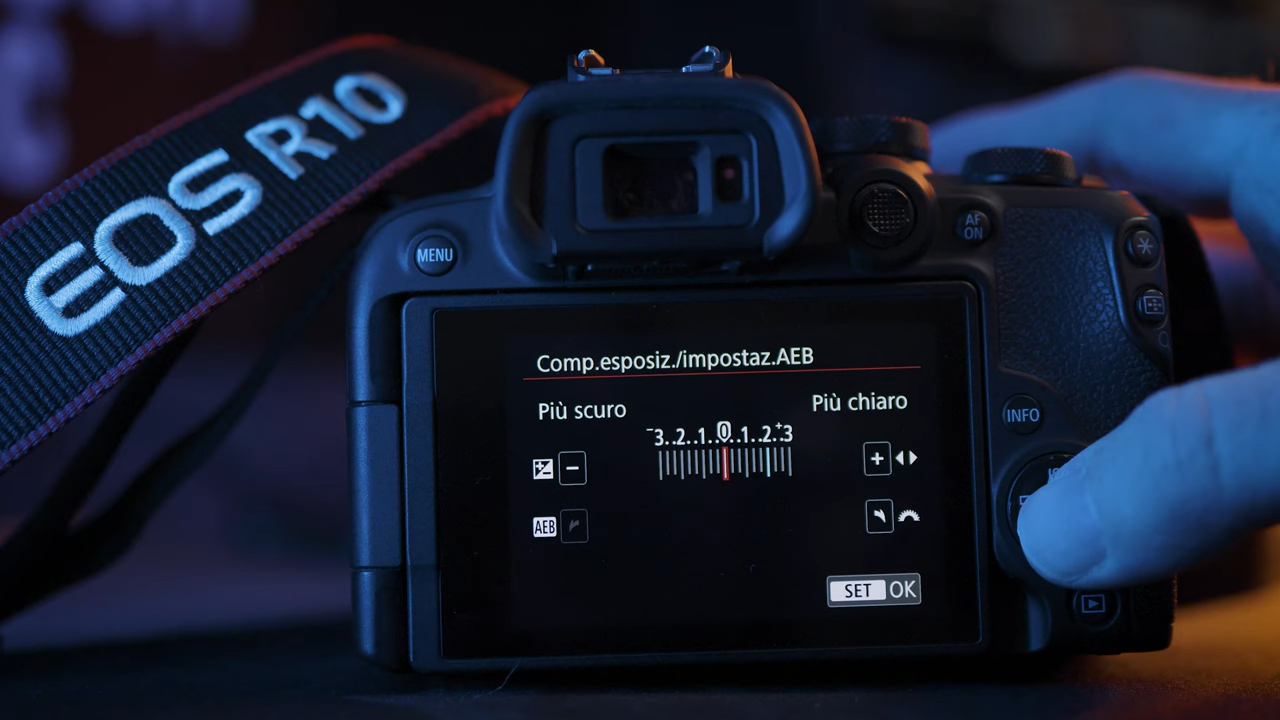 EOS R10
MENU
AF
ON
Comp.esposiz./impostaz.AEB
Più scuro
Più chiaro
-3..2..1..0..1..2..+3
INFO
AEB
SET OK